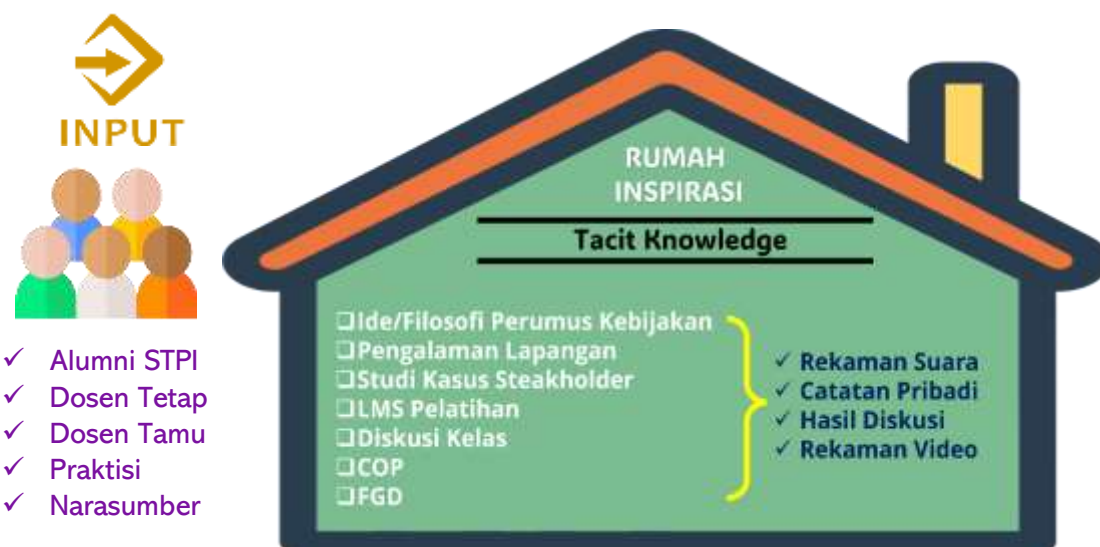 INPUT
✓ Alumni STPI
✓ Dosen Tetap
✓ Dosen Tamu
✓ Praktisi
✓ Narasumber
RUMAH
INSPIRASI
Tacit Knowledge
❑Ide/Filosofi Perumus Kebijakan
❑Pengalaman Lapangan
❑Studi Kasus Steakholder
❑LMS Pelatihan
❑Diskusi Kelas
❑COP
❑FGD
✓ Rekaman Suara
✓ Catatan Pribadi
✓ Hasil Diskusi
✓ Rekaman Video